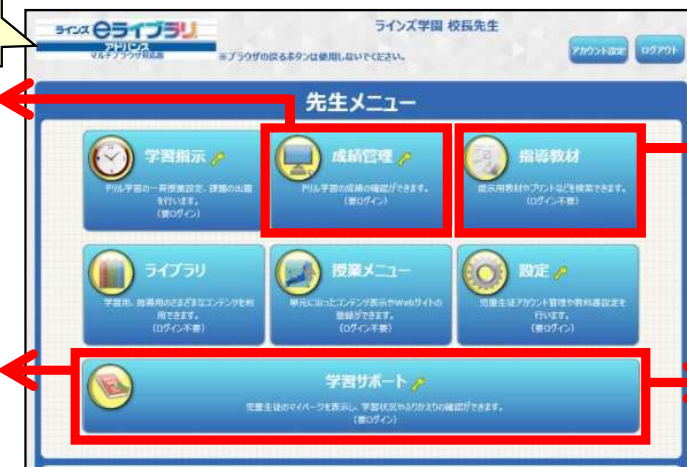 ラインズ eライブラリ
アドバンス
マルチブラウザ対応版
※ブラウザの戻るボタンは使用しないでください。
ラインズ学園 校長先生
アカウント設定
ログアウト
先生メニュー
学習指示
ドリル学習の一斉授業設定、課題の出題
を行います。
(要ログイン)
成績管理
ドリル学習の成績の確認ができます。
(要ログイン)
指導教材
提示用教材やプリントなどを検索できます。
(ログイン不要)
ライブラリ
学習用、指導用のさまざまなコンテンツを利
用できます。
(ログイン不要)
授業メニュー
単元に沿ったコンテンツ表示やWebサイトの
登録ができます。
(ログイン不要)
設定
児童生徒アカウント管理や教科書設定を
行います。
(要ログイン)
学習サポート
児童生徒のマイページを表示し、学習状況やふりかえりの確認ができます。
(要ログイン)